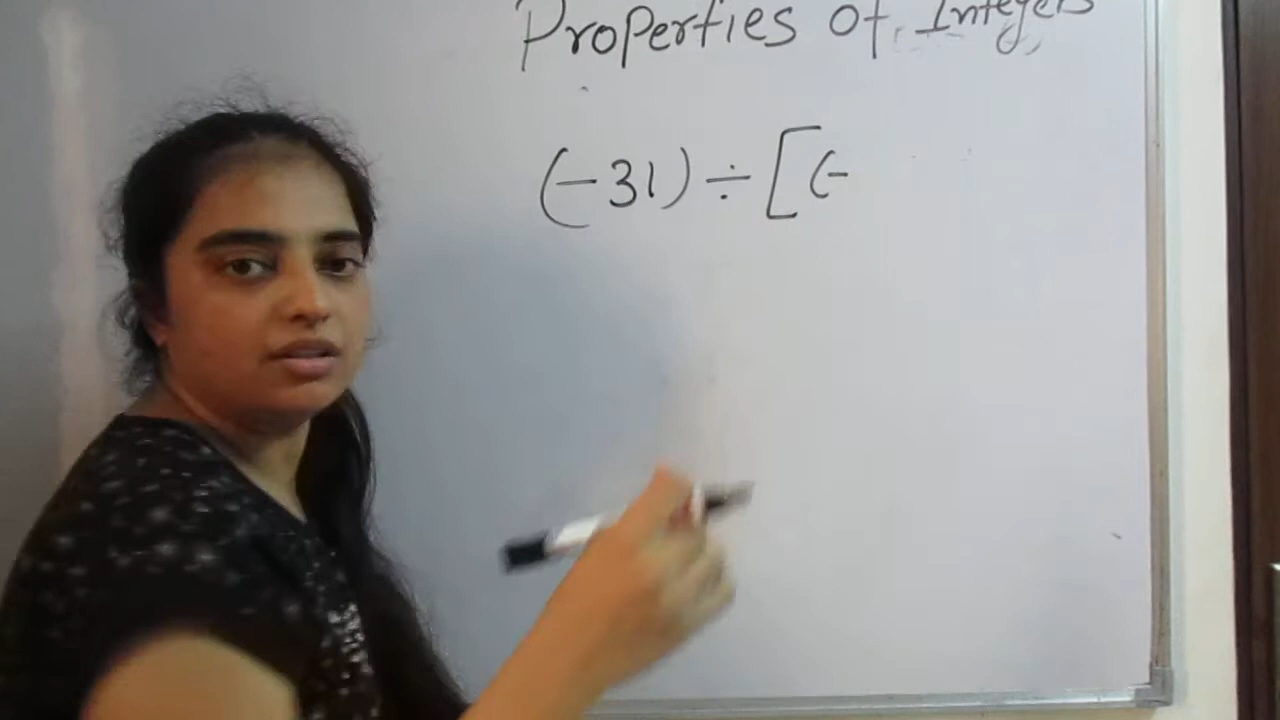 Properties of Integers
(-31) ÷ [(-